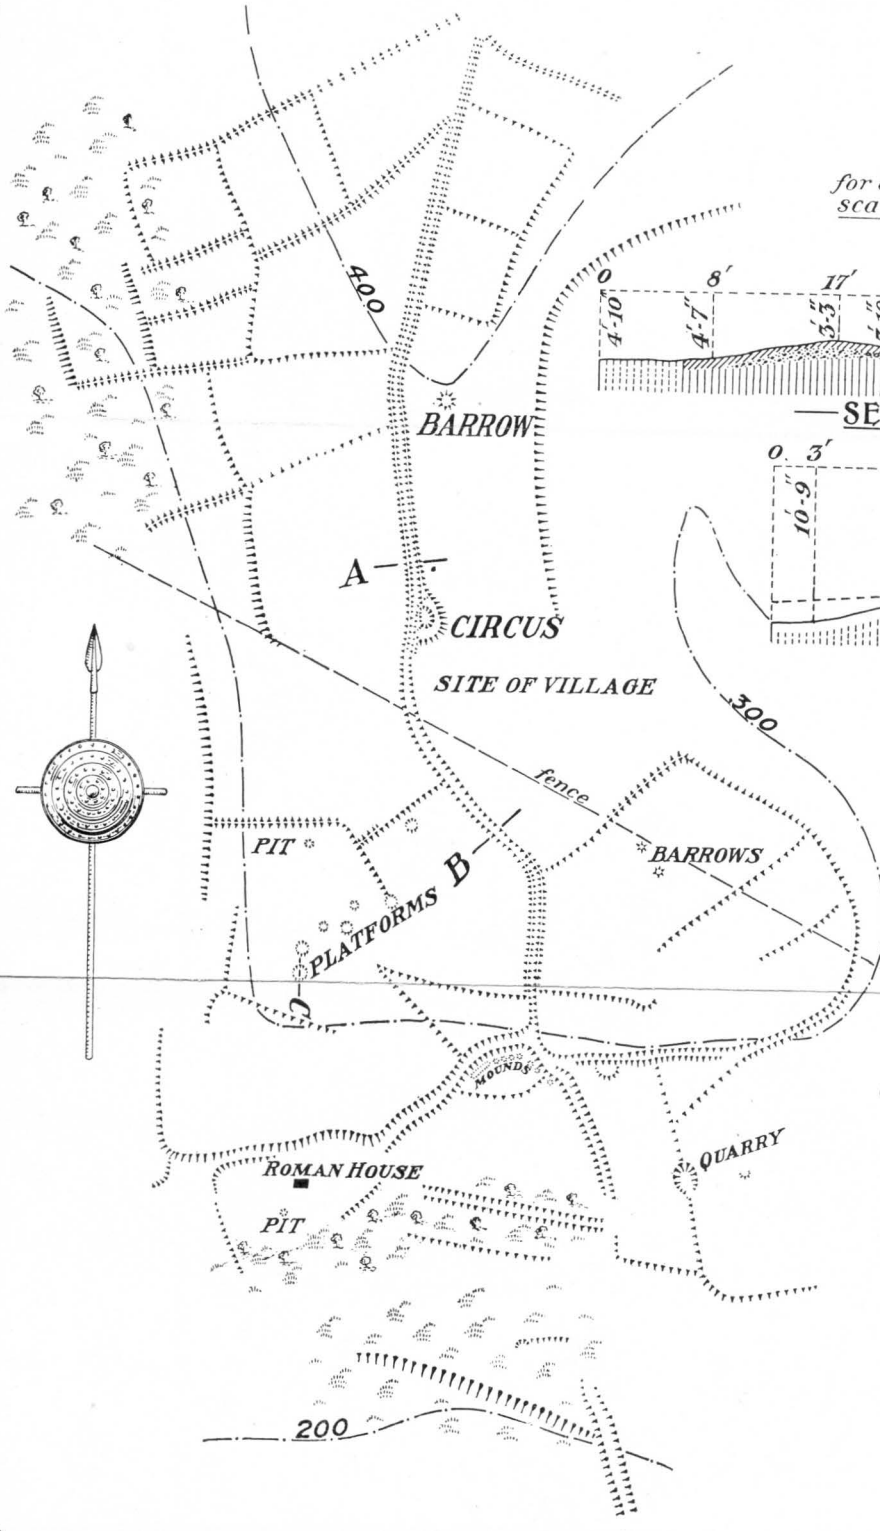 400
for
sca
0 8' 17'
4'-10"
4'-7"
3'-3"
BARROW
SE
0. 3'
10'-9"
A
CIRCUS
SITE OF VILLAGE
300
fence
PIT
B
BARROWS
PLATFORMS
C
MOUNDS
QUARRY
ROMAN HOUSE
PIT
200